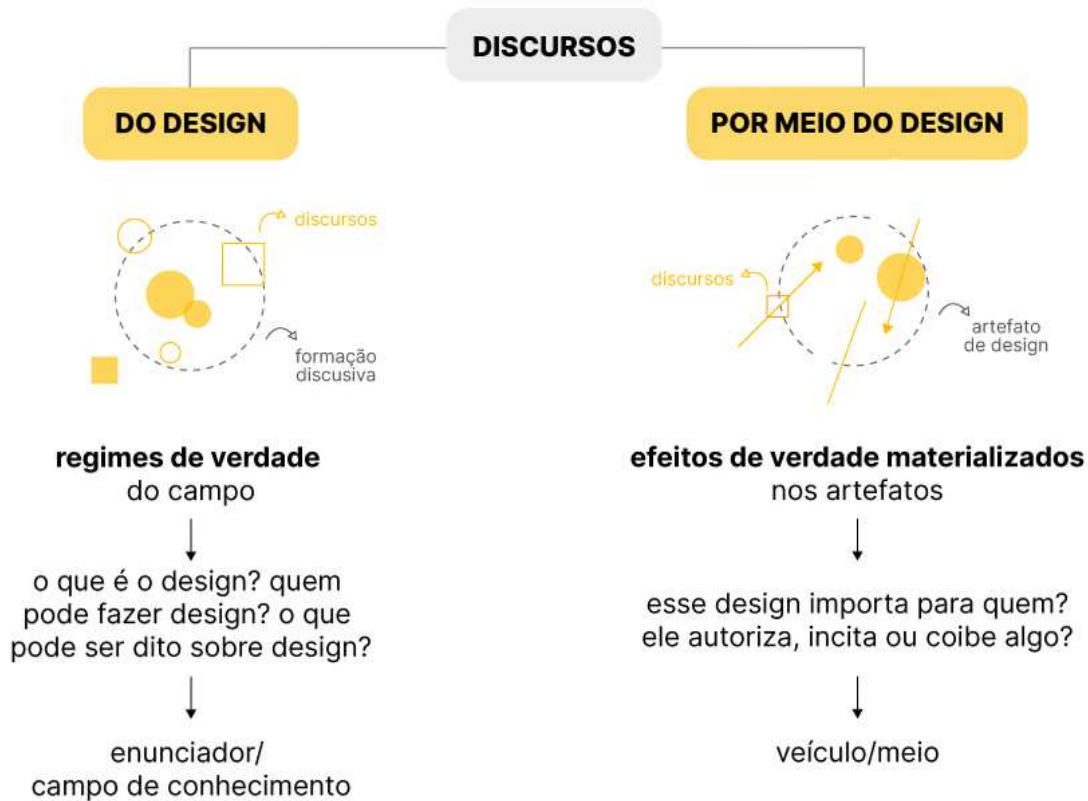 DISCURSOS
DO DESIGN
discursos
formação
discusiva
regimes de verdade
do campo
o que é o design? quem
pode fazer design? o que
pode ser dito sobre design?
enunciador/
campo de conhecimento
POR MEIO DO DESIGN
discursos
artefato
de design
efeitos de verdade materializados
nos artefatos
esse design importa para quem?
ele autoriza, incita ou coibe algo?
veículo/meio